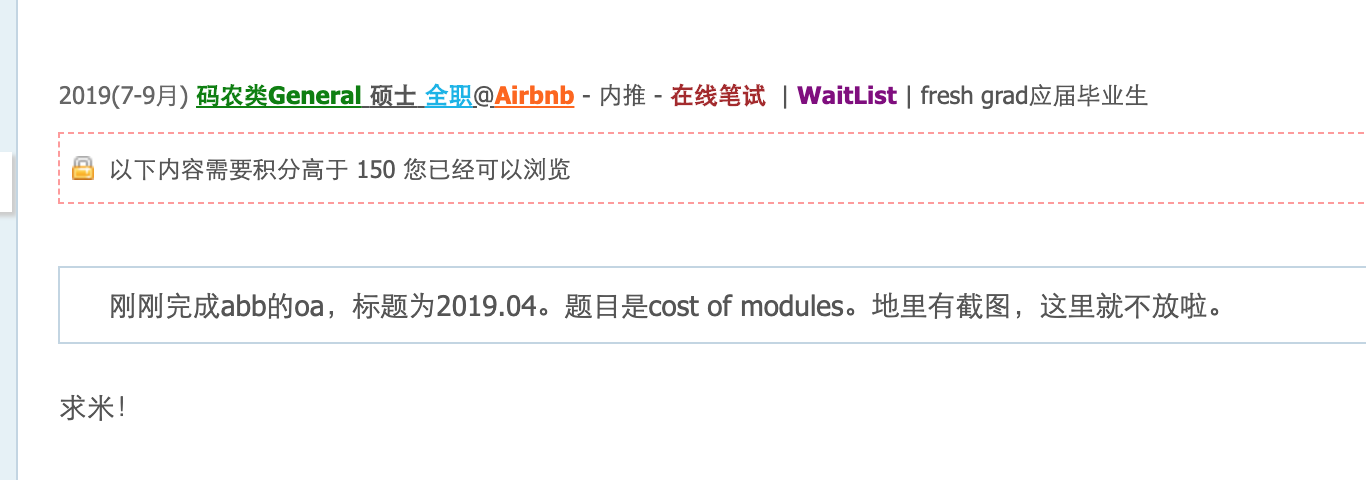 2019(7-9月) 码农类General 硕士 全职@Airbnb - 内推 - 在线笔试 | WaitList | fresh grad应届毕业生
以下内容需要积分高于 150 您已经可以浏览
刚刚完成abb的oa，标题为2019.04。题目是cost of modules。地里有截图，这里就不放啦。
求米！